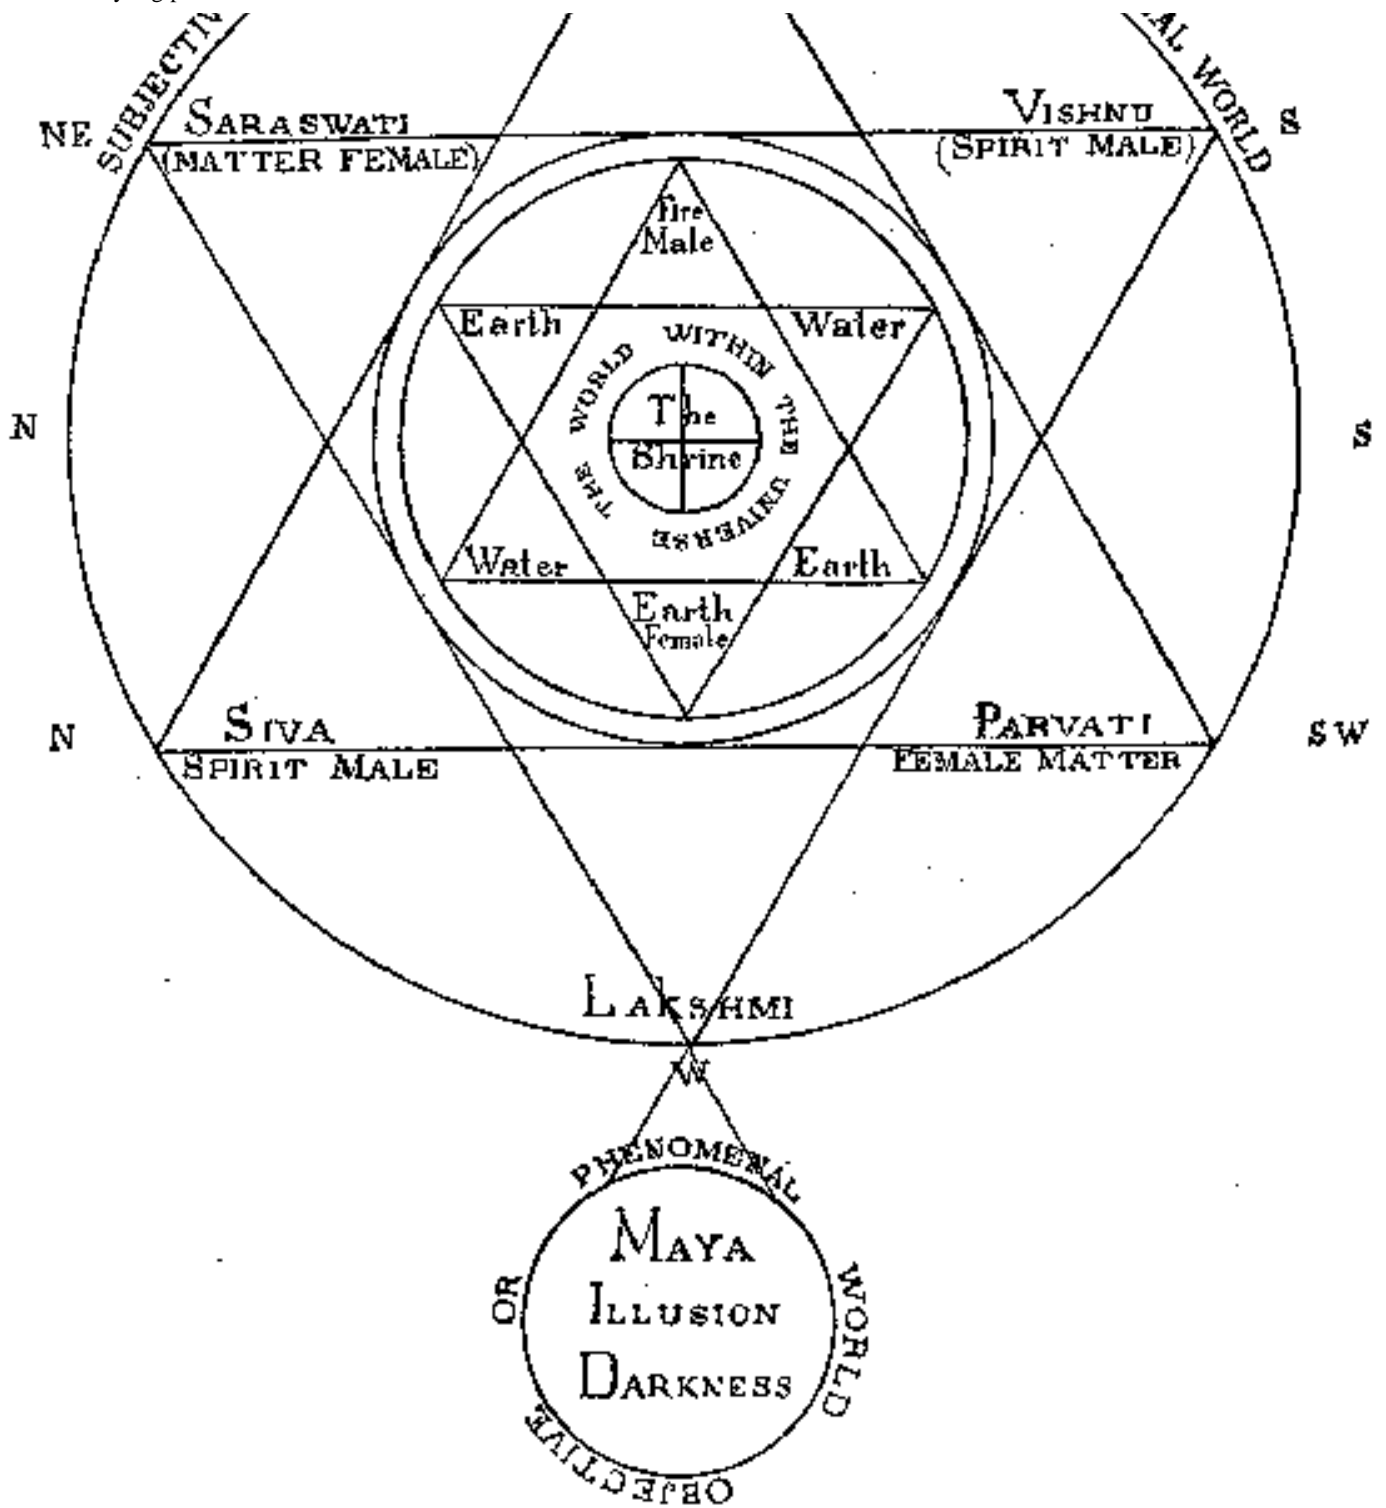 NE
SARASWATI
(MATTER FEMALE)
VISHNU
(SPIRIT MALE)
S
WORLD
Fire
Male
Earth
Water
THE WORLD WITHIN THE UNIVERSE
The
Shrine
N
S
Water
Earth
Earth
Female
N
SIVA
SPIRIT MALE
PARVATI
FEMALE MATTER
SW
LAKSHMI
W
PHENOMENAL WORLD
OR
OBJECTIVE
MAYA
ILLUSION
DARKNESS